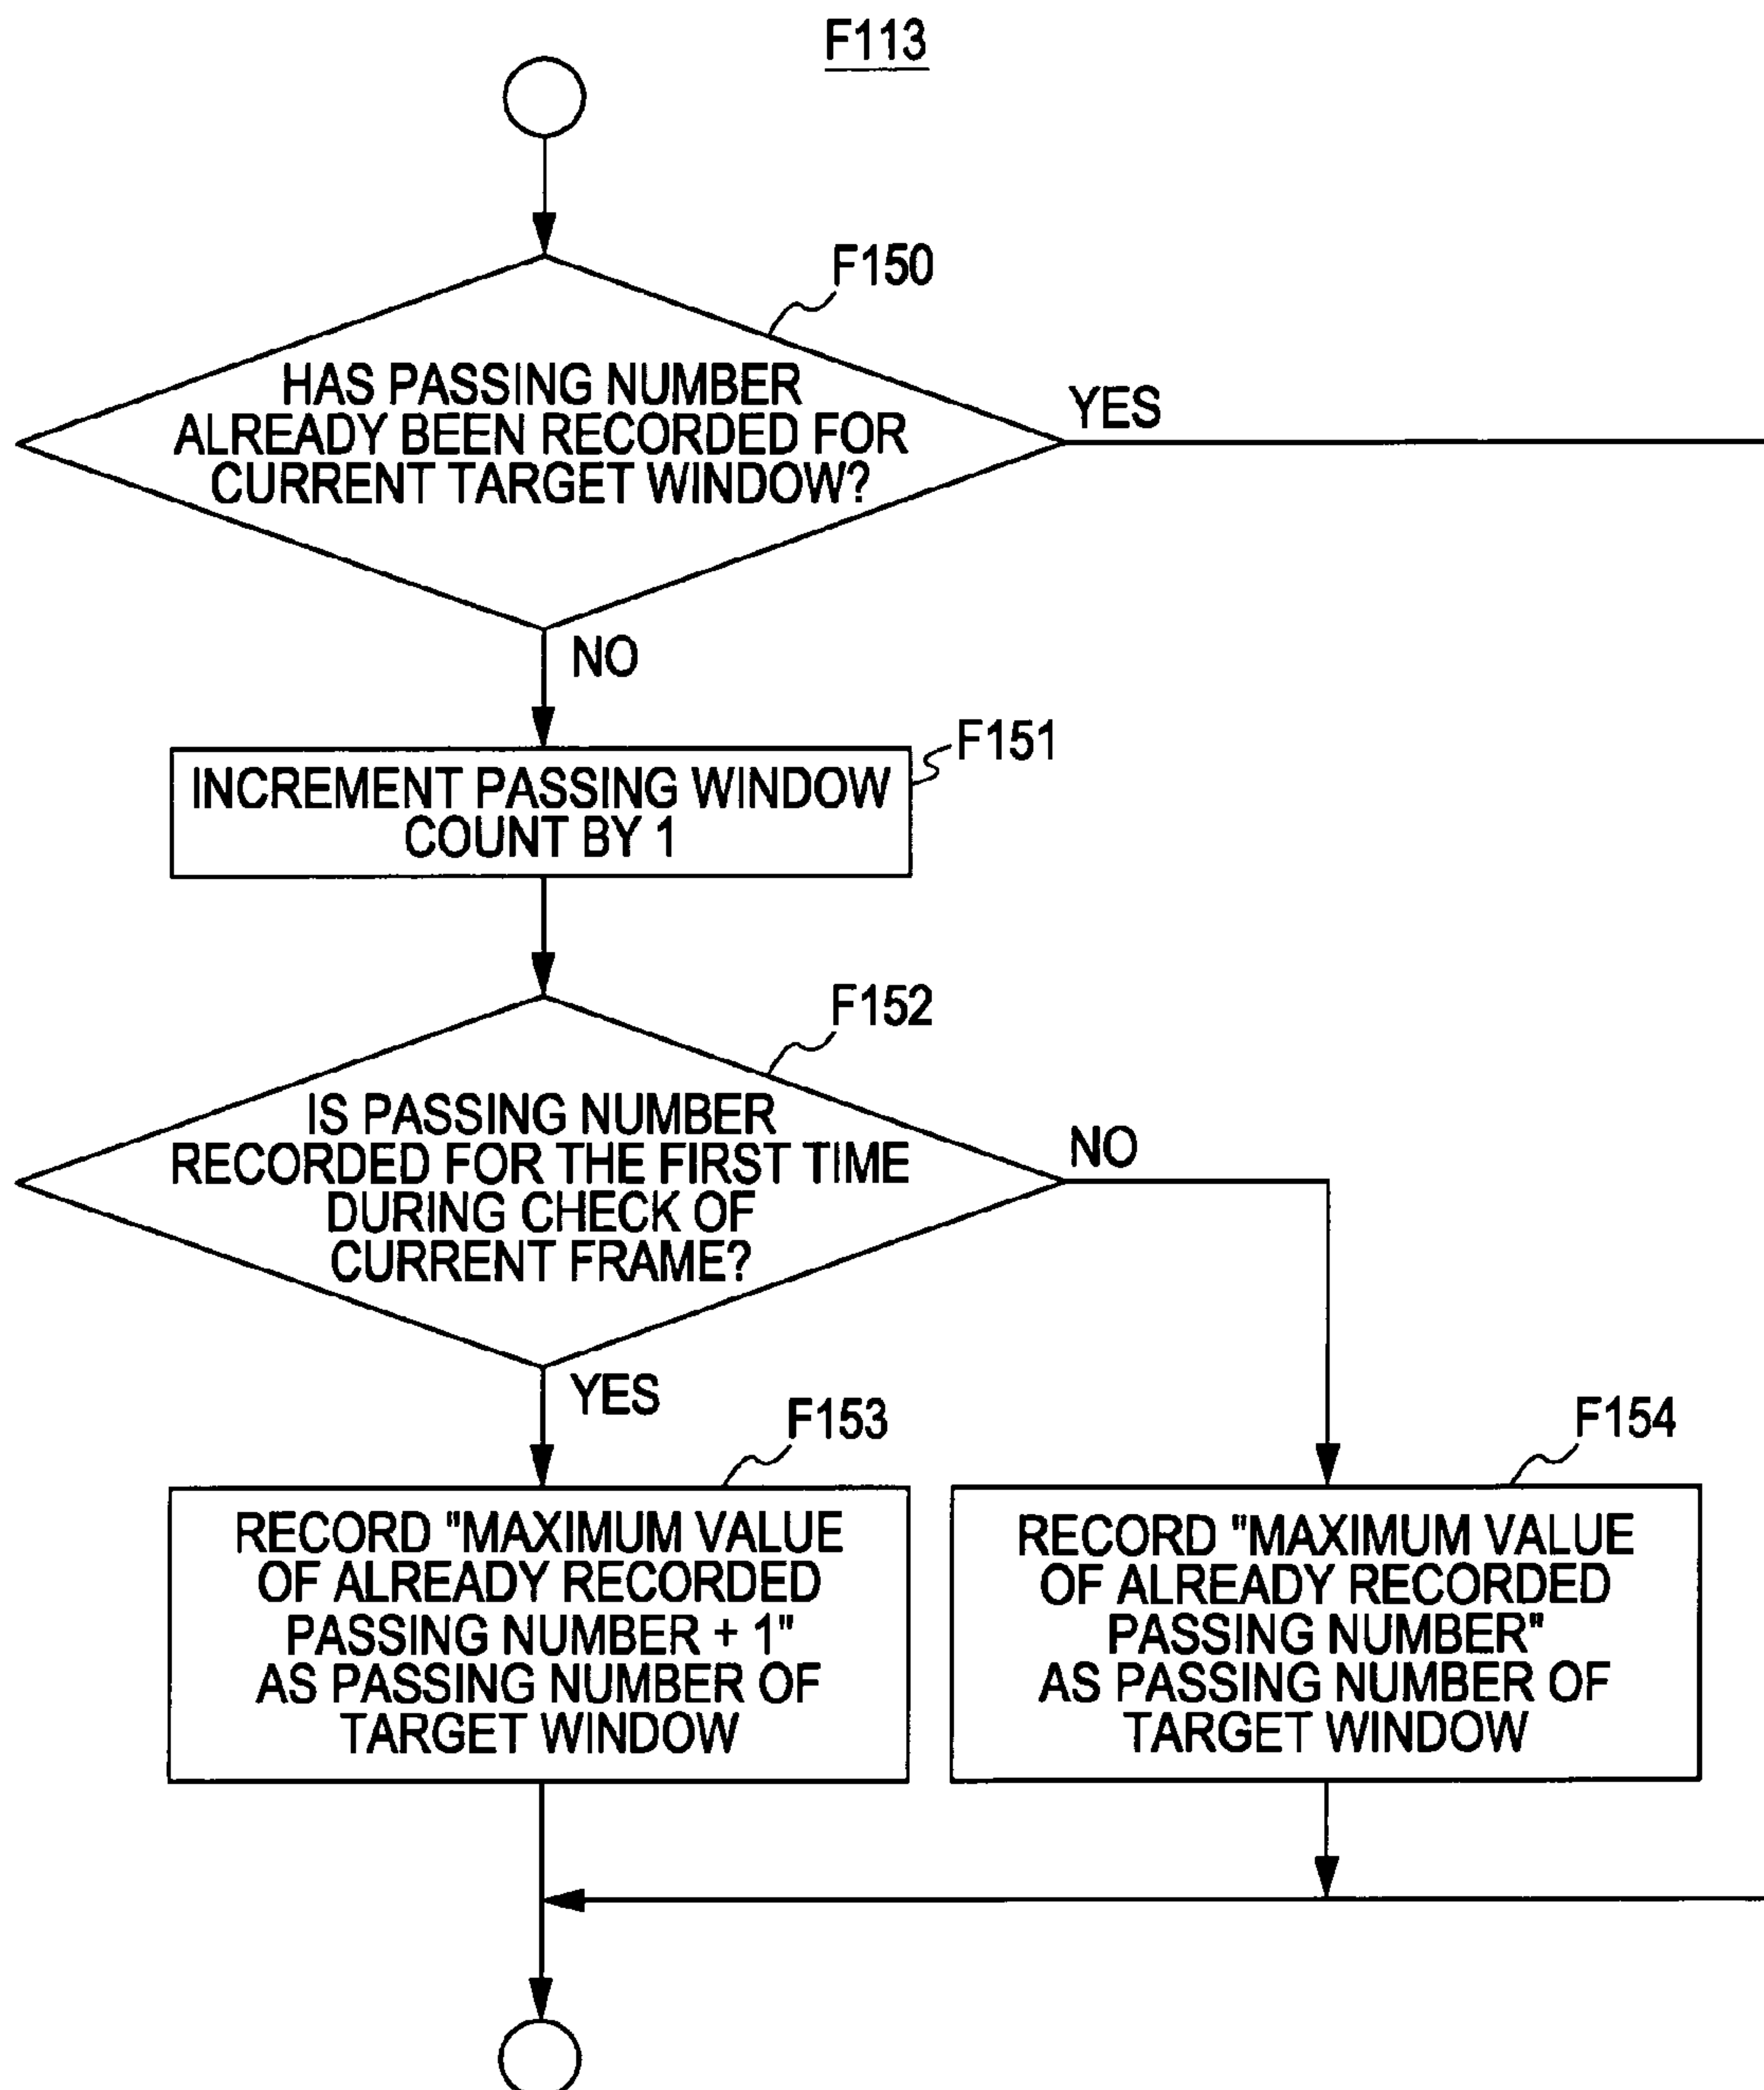 F113
F150
HAS PASSING NUMBER
ALREADY BEEN RECORDED FOR
CURRENT TARGET WINDOW?
YES
NO
F151
INCREMENT PASSING WINDOW
COUNT BY 1
F152
IS PASSING NUMBER
RECORDED FOR THE FIRST TIME
DURING CHECK OF
CURRENT FRAME?
NO
YES
F153
RECORD "MAXIMUM VALUE
OF ALREADY RECORDED
PASSING NUMBER + 1"
AS PASSING NUMBER OF
TARGET WINDOW
F154
RECORD "MAXIMUM VALUE
OF ALREADY RECORDED
PASSING NUMBER"
AS PASSING NUMBER OF
TARGET WINDOW